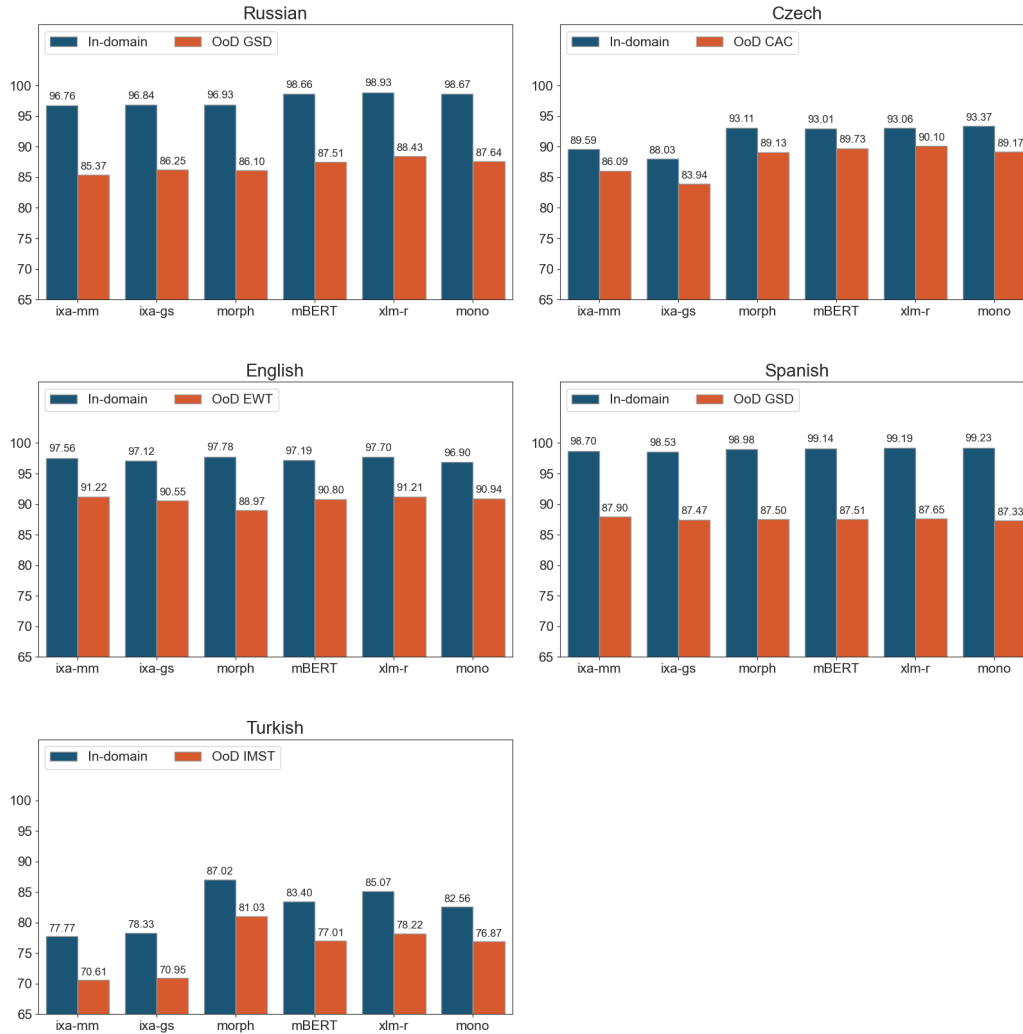 Russian
In-domain OoD GSD
100
95
90
85
80
75
70
65
96.76 85.37 96.84 86.25 96.93 86.10 98.66 87.51 98.93 88.43 98.67 87.64
ixa-mm ixa-gs morph mBERT xlm-r mono
Czech
In-domain OoD CAC
100
95
90
85
80
75
70
65
89.59 86.09 88.03 83.94 93.11 89.13 93.01 89.73 93.06 90.10 93.37 89.17
ixa-mm ixa-gs morph mBERT xlm-r mono
English
In-domain OoD EWT
100
95
90
85
80
75
70
65
97.56 91.22 97.12 90.55 97.78 88.97 97.19 90.80 97.70 91.21 96.90 90.94
ixa-mm ixa-gs morph mBERT xlm-r mono
Spanish
In-domain OoD GSD
100
95
90
85
80
75
70
65
98.70 87.90 98.53 87.47 98.98 87.50 99.14 87.51 99.19 87.65 99.23 87.33
ixa-mm ixa-gs morph mBERT xlm-r mono
Turkish
In-domain OoD IMST
100
95
90
85
80
75
70
65
77.77 70.61 78.33 70.95 87.02 81.03 83.40 77.01 85.07 78.22 82.56 76.87
ixa-mm ixa-gs morph mBERT xlm-r mono